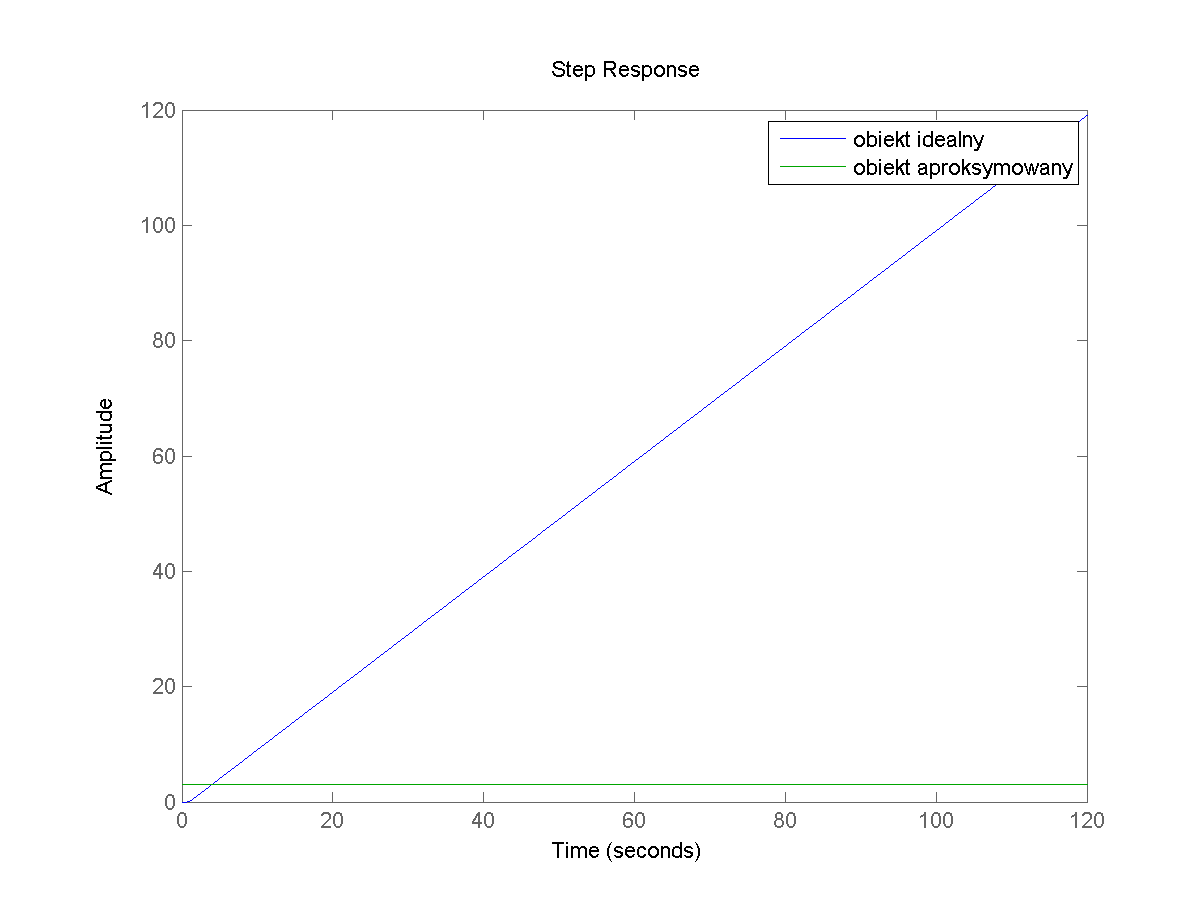 Step Response
obiekt idealny
obiekt aproksymowany
Amplitude
120
100
80
60
40
20
0
0 20 40 60 80 100 120
Time (seconds)